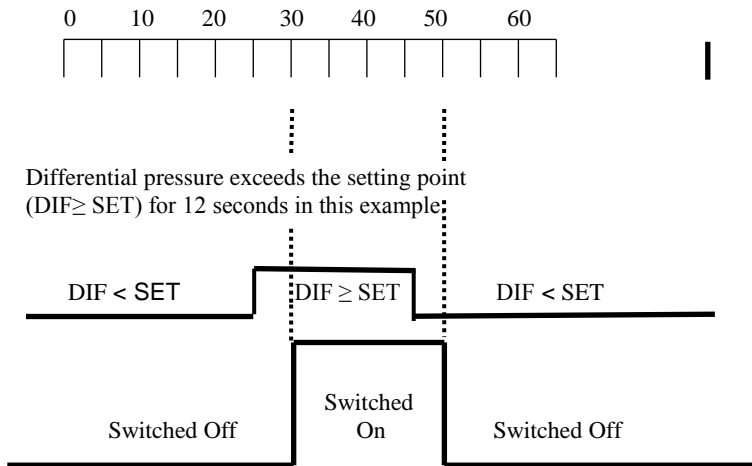 0 10 20 30 40 50 60
Differential pressure exceeds the setting point
(DIF≥ SET) for 12 seconds in this example.
DIF < SET DIF ≥ SET DIF < SET
Switched Off Switched On Switched Off